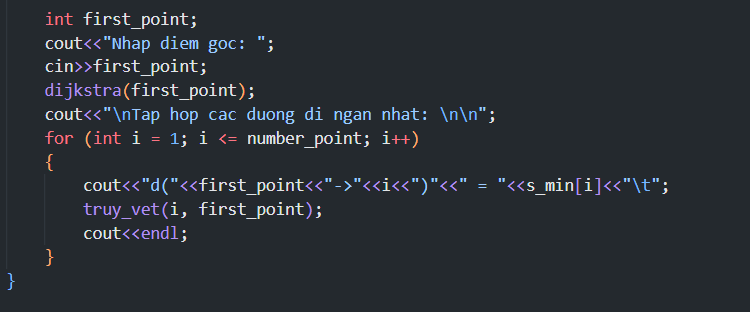 int first_point;
cout<<"Nhap diem goc: ";
cin>>first_point;
dijkstra(first_point);
cout<<"\nTap hop cac duong di ngan nhat: \n\n";
for (int i = 1; i <= number_point; i++)
{
cout<<"d("<<first_point<<"->"<<i<<")"<<" = "<<s_min[i]<<"\t";
truy_vet(i, first_point);
cout<<endl;
}
}